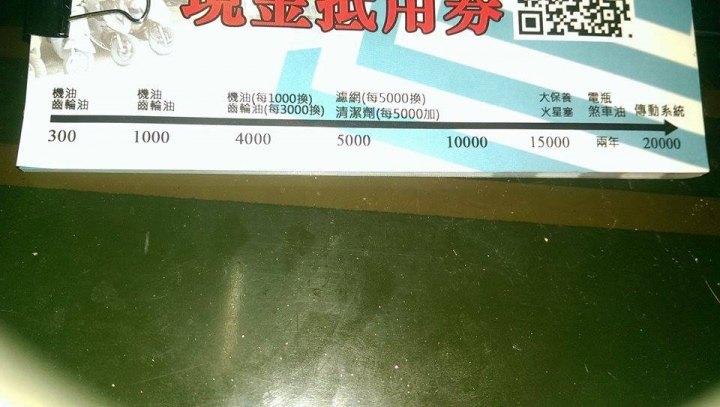 現金抵用券
機油 機油 機油(每1000換) 濾網(每5000換) 大保養 電瓶
齒輪油 齒輪油 齒輪油(每3000換) 清潔劑(每5000加) 火星塞 煞車油 傳動系統
300 1000 4000 5000 10000 15000 兩年 20000